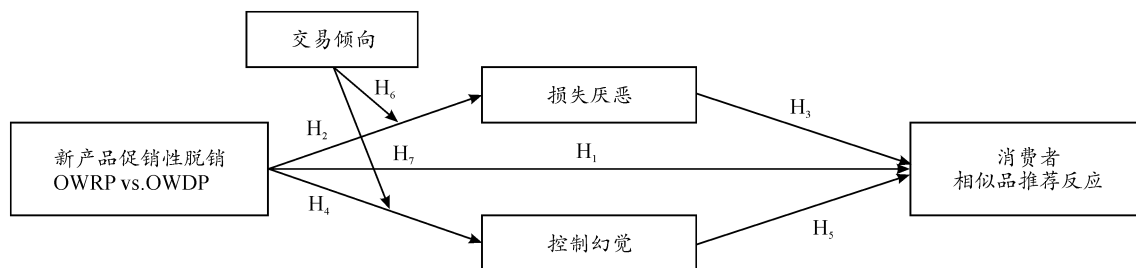 交易倾向
H6
损失厌恶
H3
H2
新产品促销性脱销
OWRP vs.OWDP
H7
H1
消费者
相似品推荐反应
H4
控制幻觉
H5